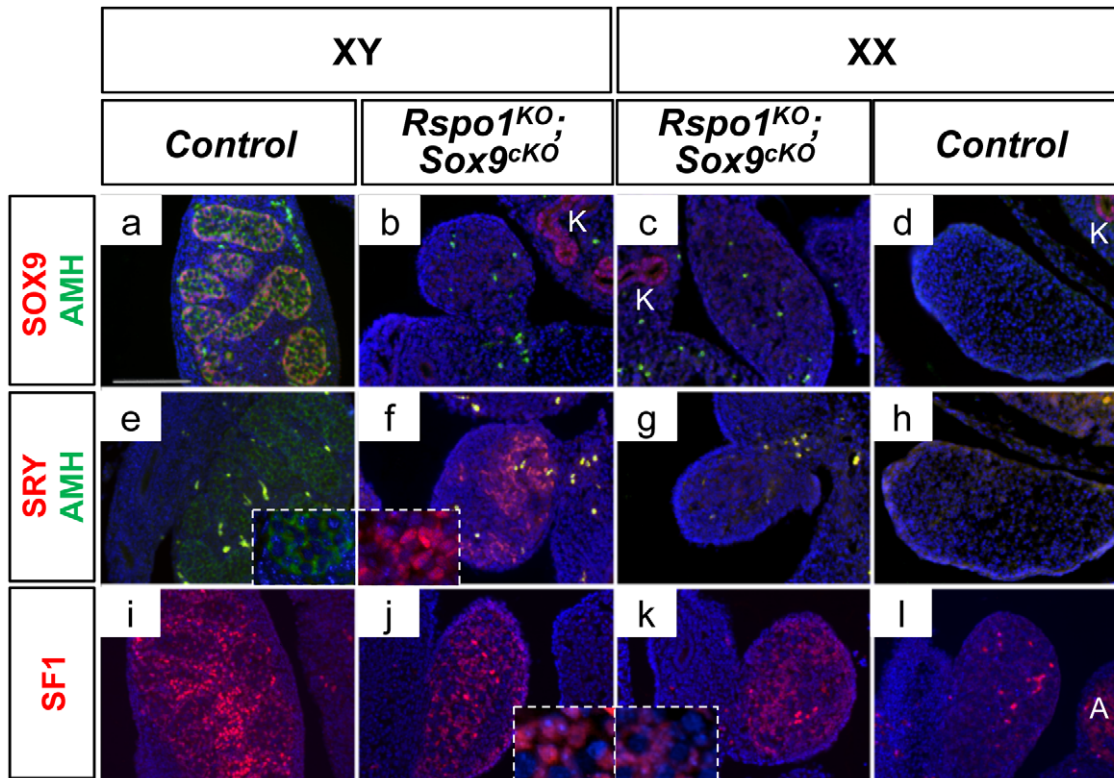 XY
XX
Control
Rspo1KO;
Sox9cKO
Rspo1KO;
Sox9cKO
Control
SOX9
AMH
a
b
K
c
K
d
K
SRY
AMH
e
f
g
h
SF1
i
j
k
l
A